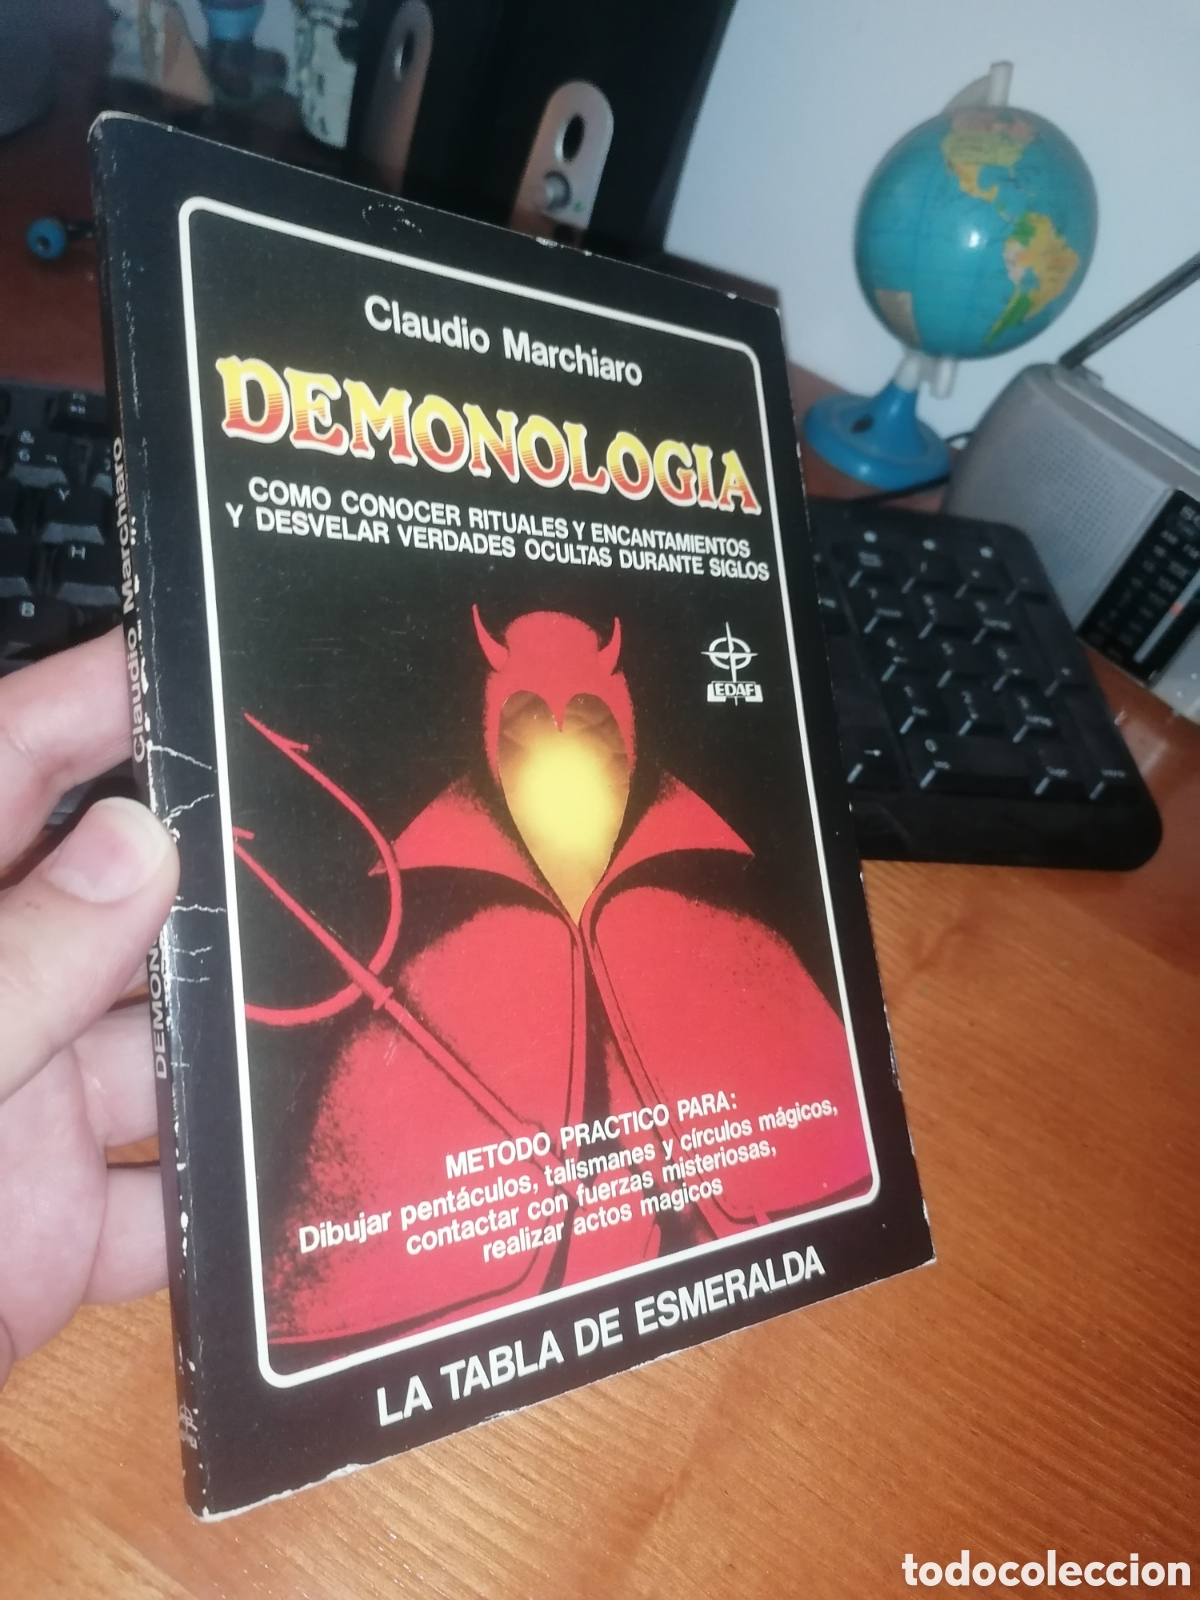 Claudio Marchiaro
DEMONOLOGIA
COMO CONOCER RITUALES Y ENCANTAMIENTOS
Y DESVELAR VERDADES OCULTAS DURANTE SIGLOS
EDAF
METODO PRACTICO PARA:
Dibujar pentáculos, talismanes y círculos mágicos,
contactar con fuerzas misteriosas,
realizar actos magicos
LA TABLA DE ESMERALDA
Claudio Marchiaro
todocoleccion